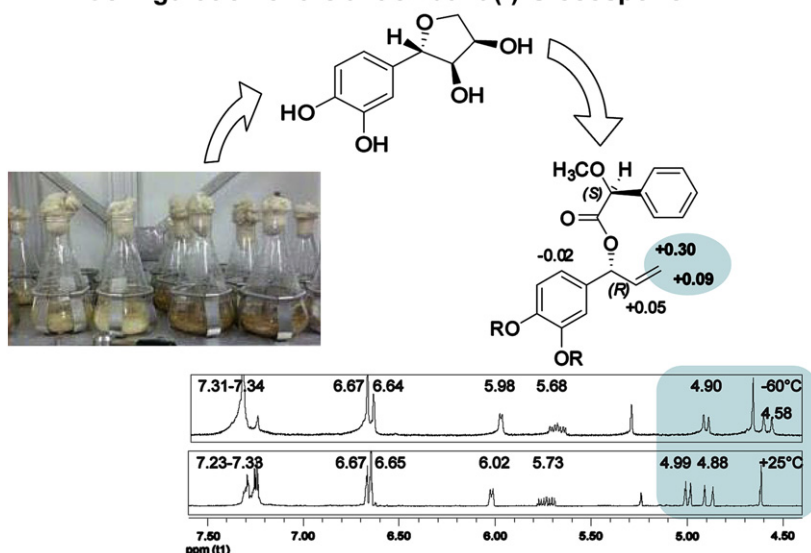 O
H
OH
OH
HO
OH
H₃CO
H
(S)
O
O
-0.02
+0.30
+0.09
(R)
+0.05
RO
OR
7.31-7.34 6.67 6.64 5.98 5.68 4.90 -60°C
4.58
7.23-7.33 6.67 6.65 6.02 5.73 4.99 4.88 +25°C
7.50 7.00 6.50 6.00 5.50 5.00 4.50
ppm (t1)